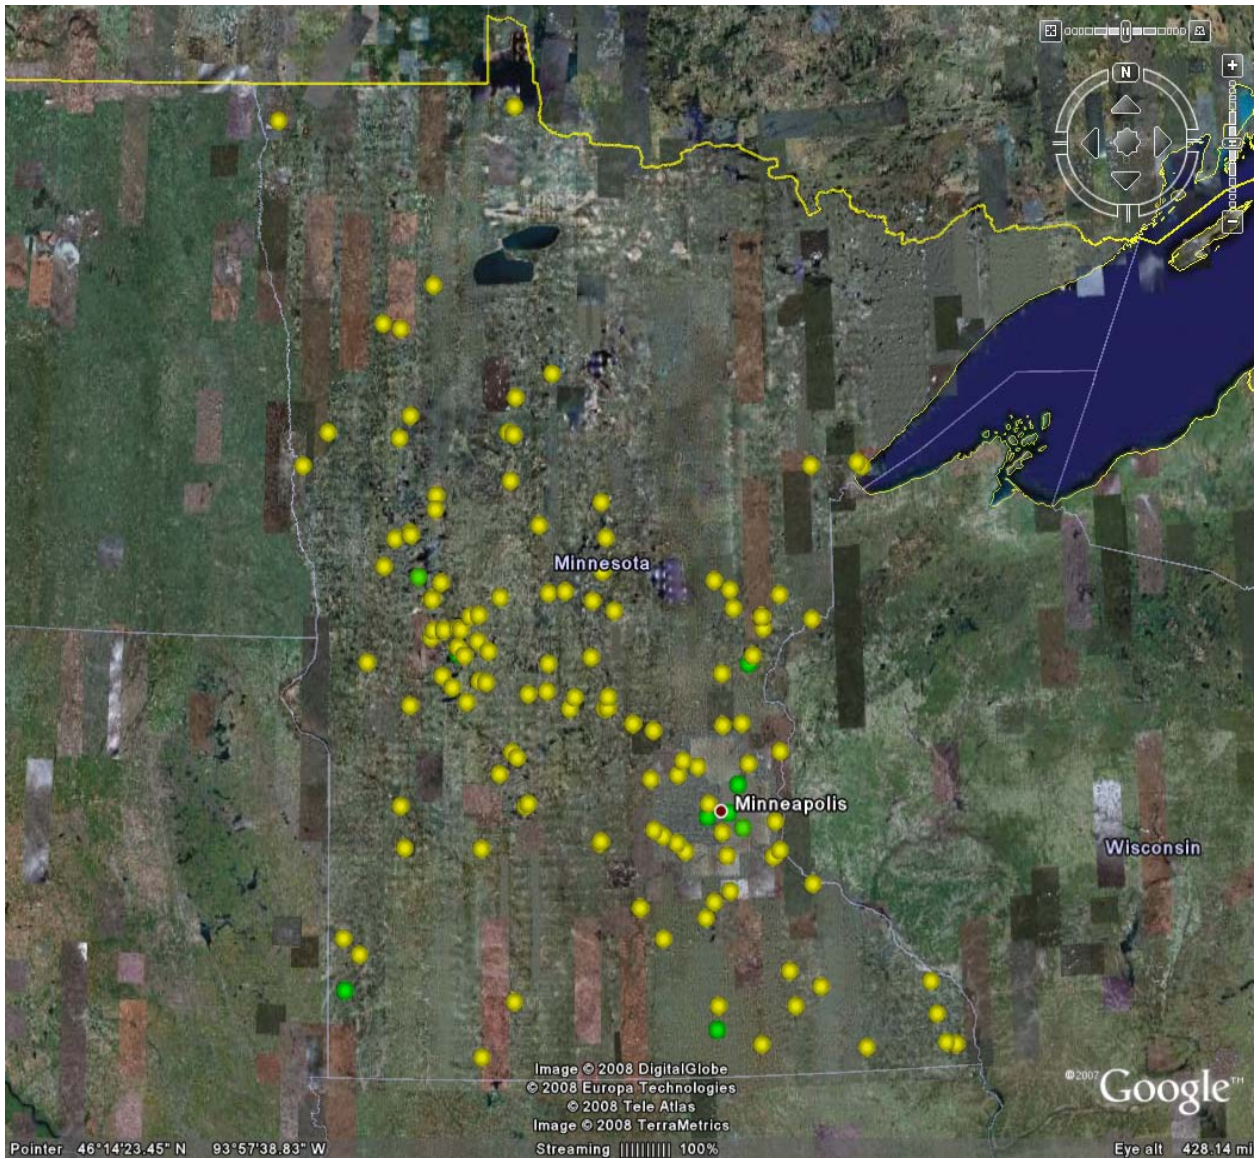 N
Minnesota
Minneapolis
Wisconsin
Image © 2008 DigitalGlobe
© 2008 Europa Technologies
© 2008 Tele Atlas
Image © 2008 TerraMetrics
©2007 Google™
Pointer 46°14'23.45" N 93°57'38.83" W
Streaming |||||||||| 100%
Eye alt 428.14 mi